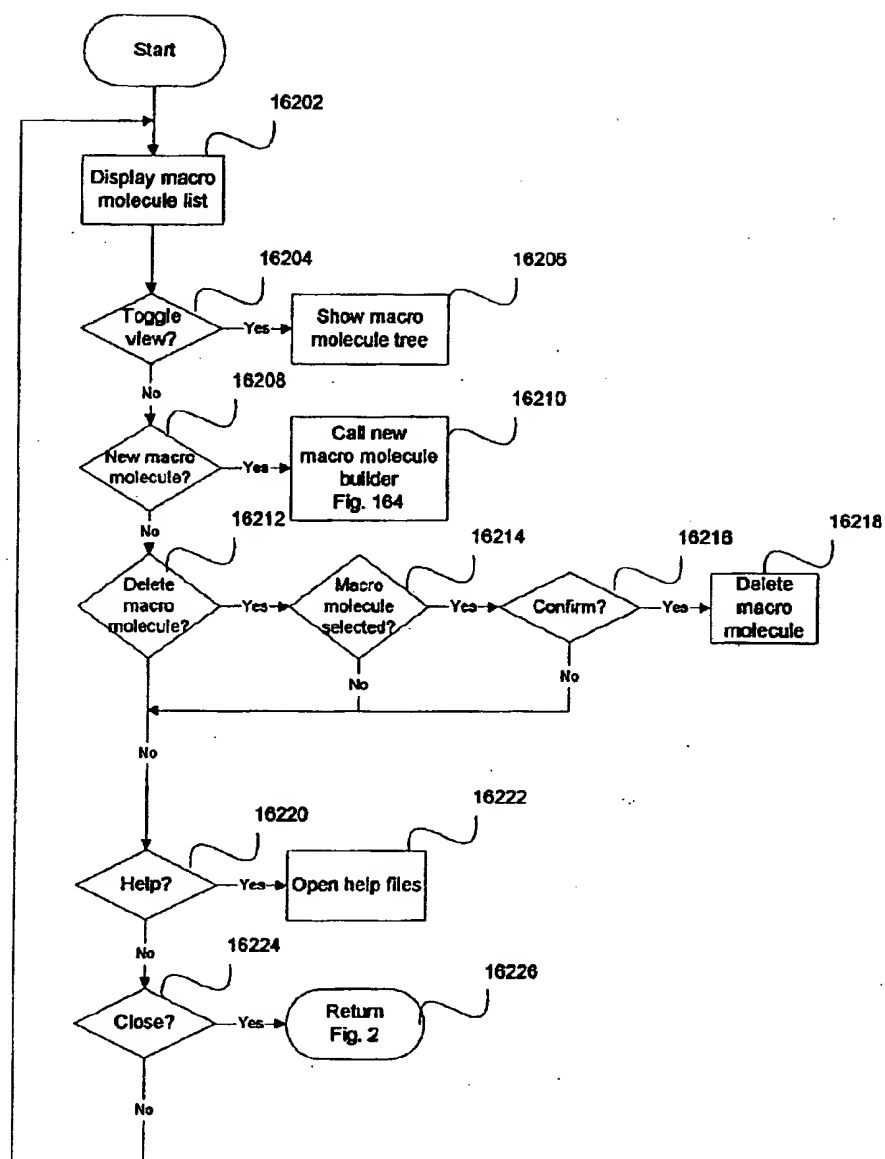 Start
16202
Display macro
molecule list
16204
16206
Toggle
view?
Yes
Show macro
molecule tree
No
16208
16210
New macro
molecule?
Yes
Call new
macro molecule
builder
Fig. 164
No
16212
16214
16216
16218
Delete
macro
molecule?
Yes
Macro
molecule
selected?
Yes
Confirm?
Yes
Delete
macro
molecule
No
No
No
16220
16222
Help?
Yes
Open help files
No
16224
16226
Close?
Yes
Return
Fig. 2
No